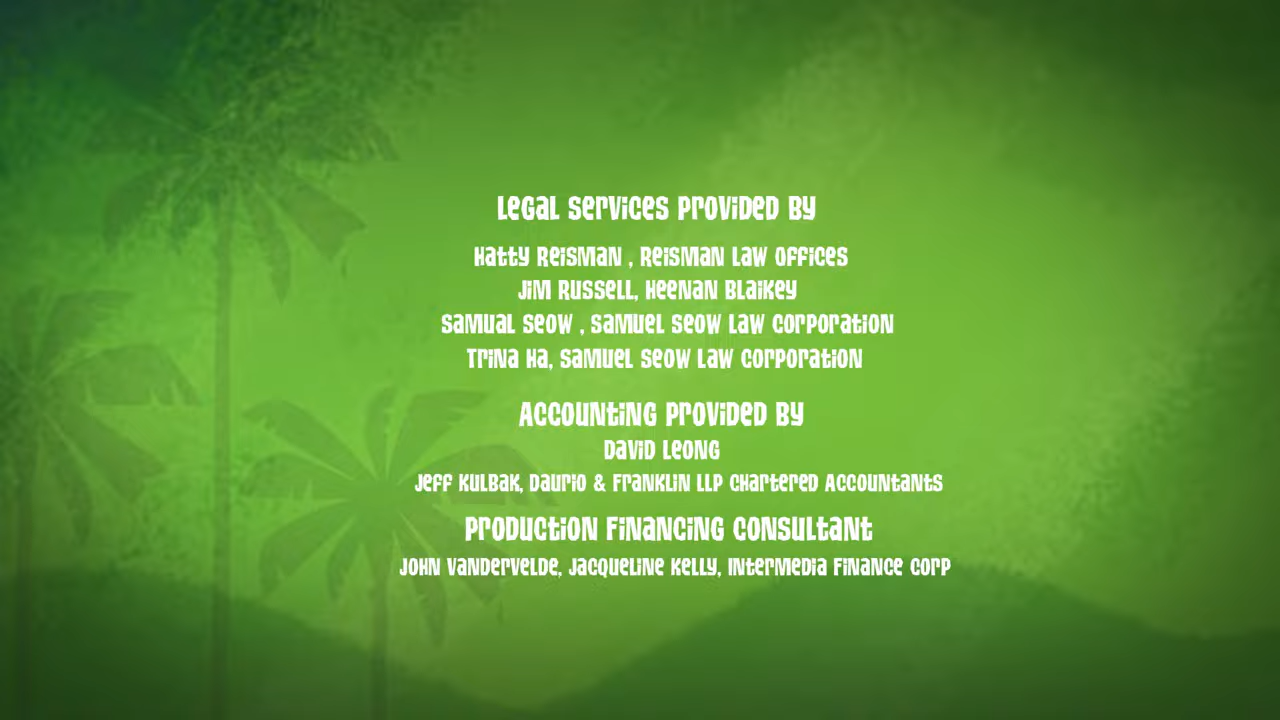 Legal Services Provided By
Hatty Reisman , Reisman Law Offices
Jim Russell, Heenan Blaikey
Samual Seow , Samuel Seow Law Corporation
Trina Ha, Samuel Seow Law Corporation
Accounting Provided By
David Leong
Jeff Kulbak, Daurio & Franklin LLP Chartered Accountants
Production Financing Consultant
John Vandervelde, Jacqueline Kelly, Intermedia Finance Corp